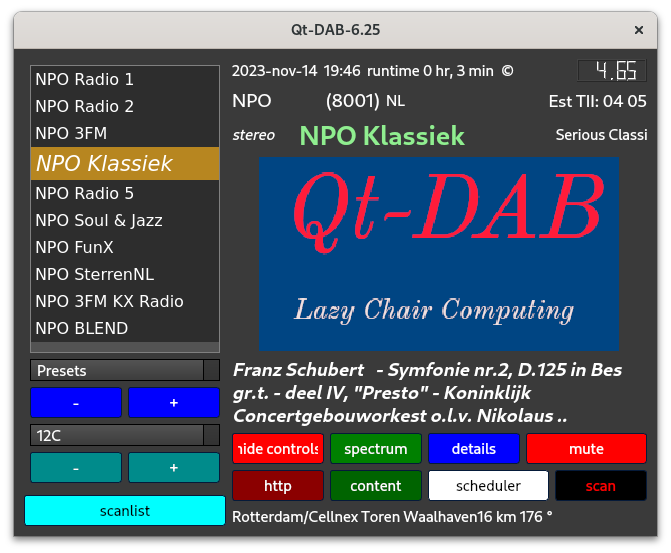 Qt-DAB-6.25
×
NPO Radio 1
NPO Radio 2
NPO 3FM
NPO Klassiek
NPO Radio 5
NPO Soul & Jazz
NPO FunX
NPO SterrenNL
NPO 3FM KX Radio
NPO BLEND
Presets
- +
12C
- +
scanlist
2023-nov-14 19:46 runtime 0 hr, 3 min © 4.65
NPO (8001) NL Est TII: 04 05
stereo NPO Klassiek Serious Classi
Qt-DAB
Lazy Chair Computing
Franz Schubert - Symfonie nr.2, D.125 in Bes
gr.t. - deel IV, "Presto" - Koninklijk
Concertgebouworkest o.l.v. Nikolaus ..
hide controls spectrum details mute
http content scheduler scan
Rotterdam/Cellnex Toren Waalhaven16 km 176 °